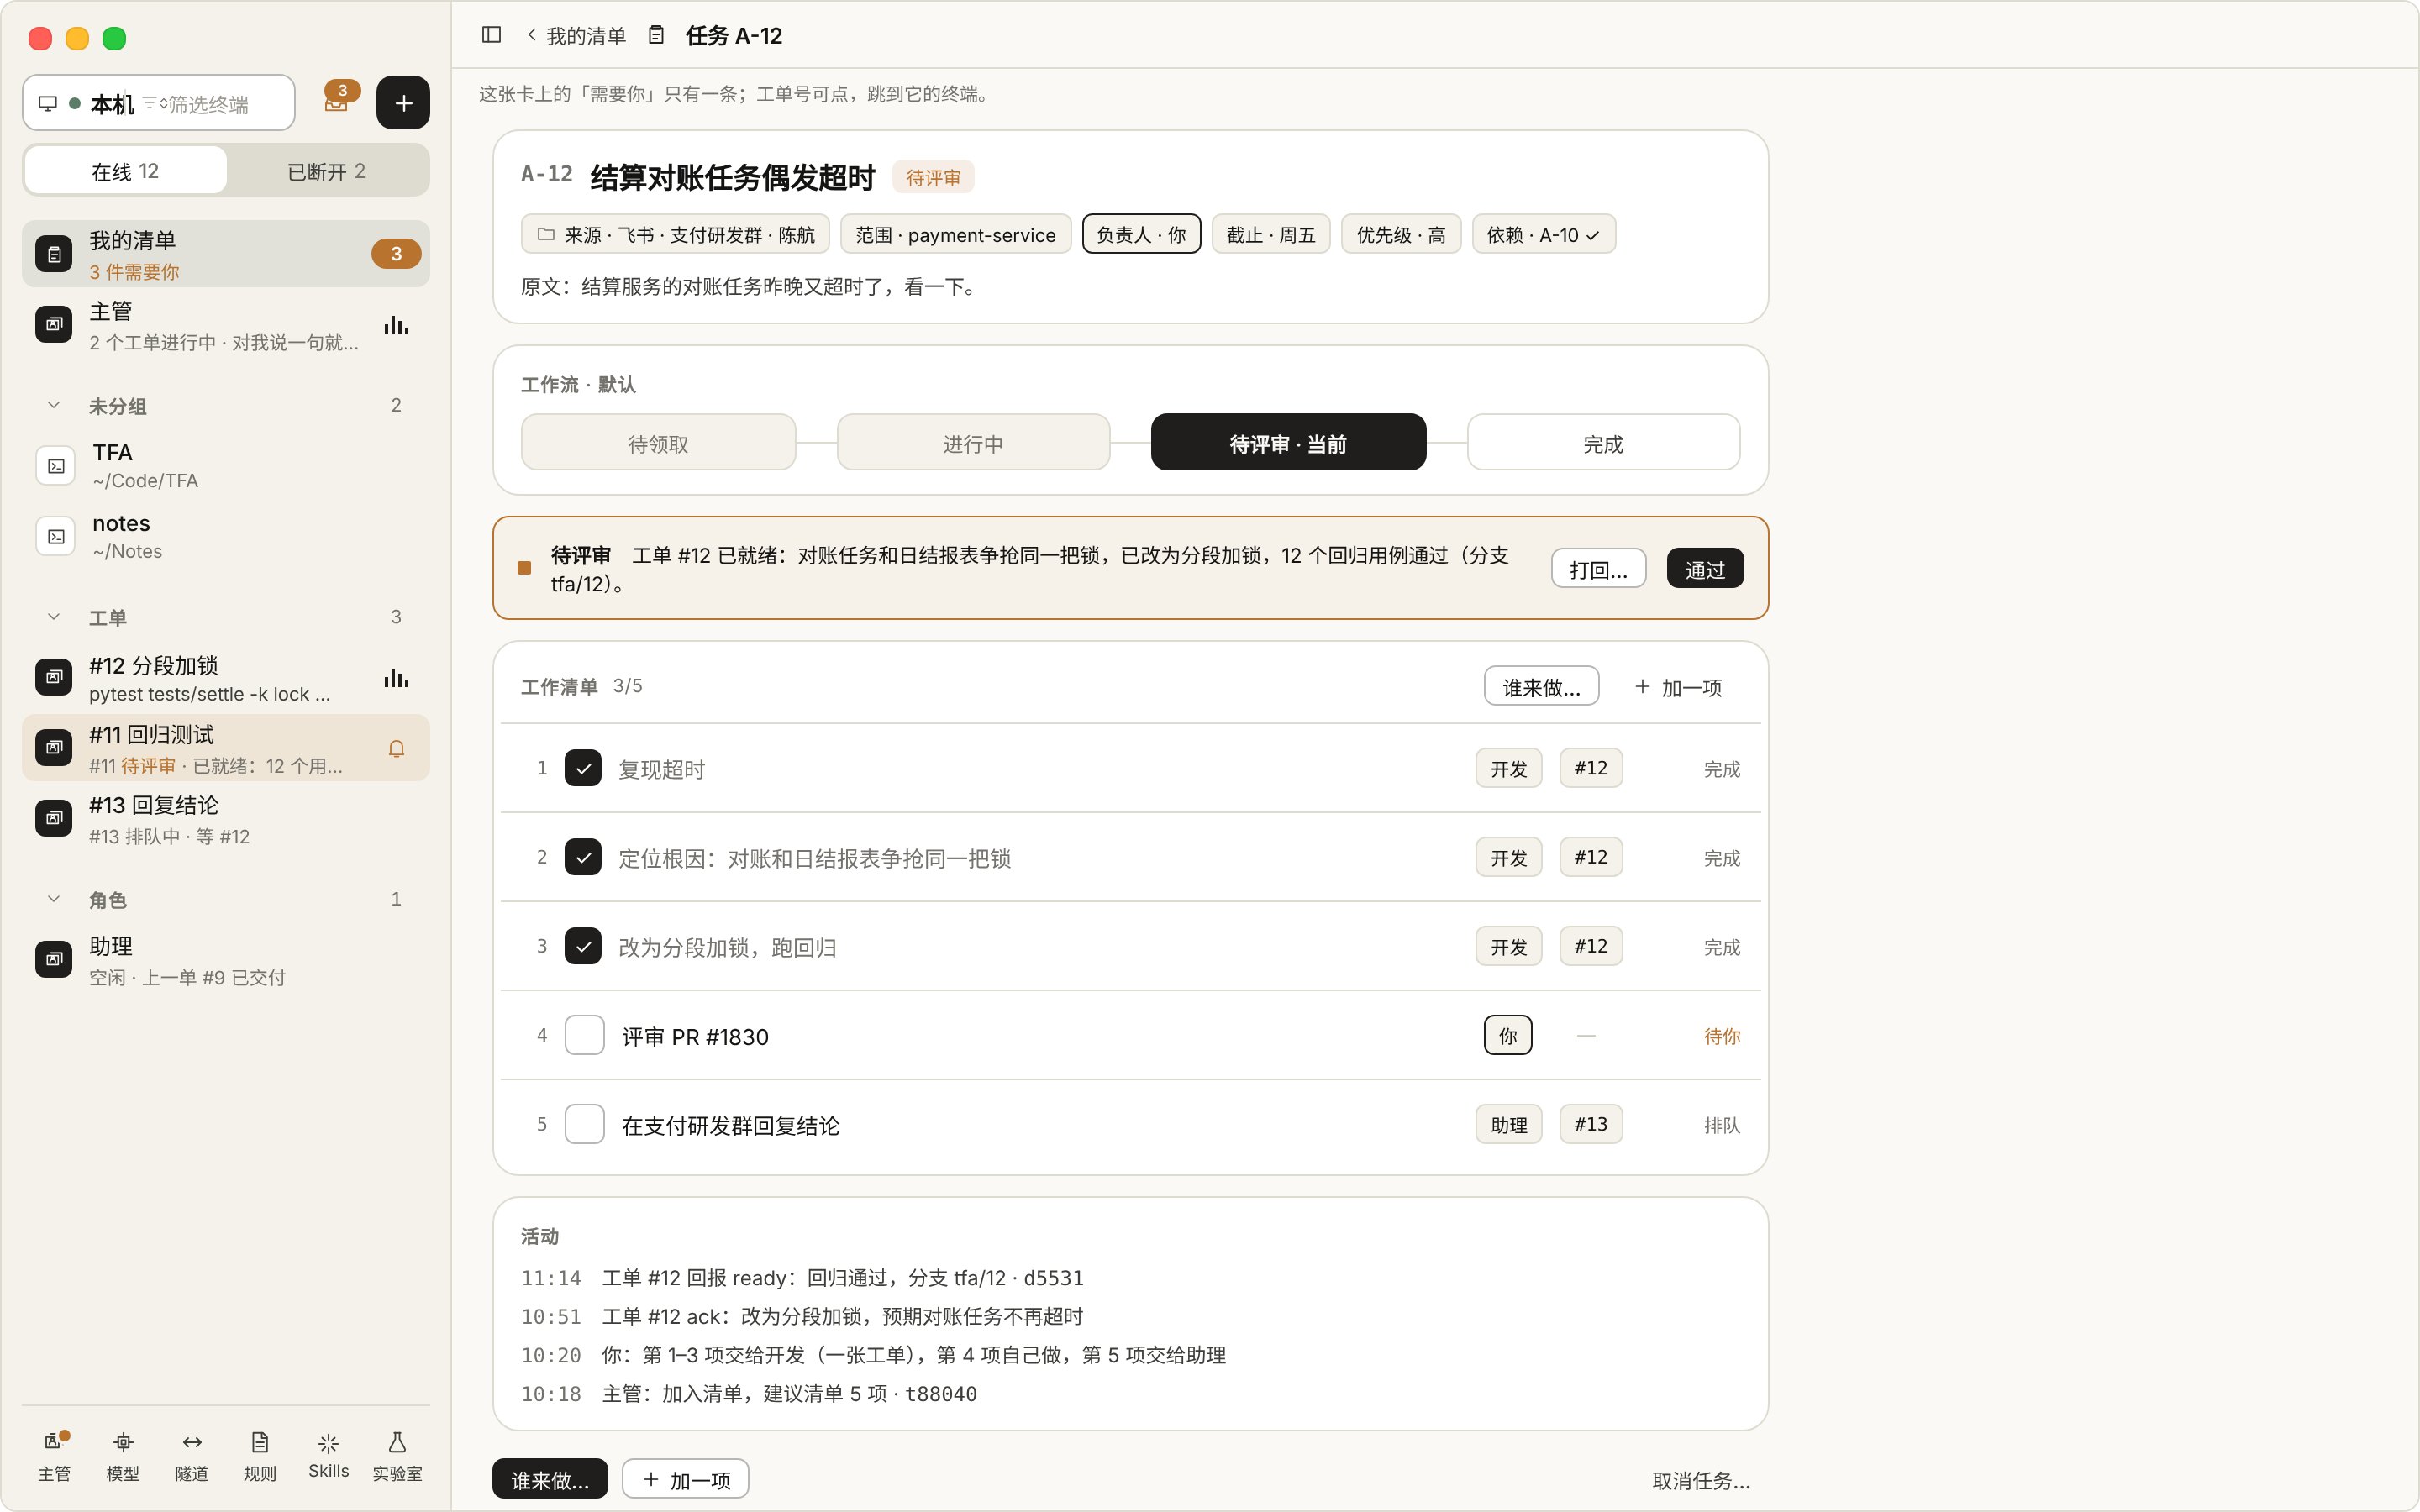 本机 筛选终端 3
在线 12 已断开 2
我的清单
3 件需要你
3
主管
2 个工单进行中 · 对我说一句就…
未分组 2
TFA
~/Code/TFA
notes
~/Notes
工单 3
#12 分段加锁
pytest tests/settle -k lock …
#11 回归测试
#11 待评审 · 已就绪：12 个用…
#13 回复结论
#13 排队中 · 等 #12
角色 1
助理
空闲 · 上一单 #9 已交付
主管 模型 隧道 规则 Skills 实验室
我的清单 任务 A-12
这张卡上的「需要你」只有一条；工单号可点，跳到它的终端。
A-12 结算对账任务偶发超时 待评审
来源 · 飞书 · 支付研发群 · 陈航 范围 · payment-service 负责人 · 你 截止 · 周五 优先级 · 高 依赖 · A-10 ✓
原文：结算服务的对账任务昨晚又超时了，看一下。
工作流 · 默认
待领取 进行中 待评审 · 当前 完成
待评审 工单 #12 已就绪：对账任务和日结报表争抢同一把锁，已改为分段加锁，12 个回归用例通过（分支
tfa/12）。
打回… 通过
工作清单 3/5 谁来做… + 加一项
1 复现超时 开发 #12 完成
2 定位根因：对账和日结报表争抢同一把锁 开发 #12 完成
3 改为分段加锁，跑回归 开发 #12 完成
4 评审 PR #1830 你 — 待你
5 在支付研发群回复结论 助理 #13 排队
活动
11:14 工单 #12 回报 ready：回归通过，分支 tfa/12 · d5531
10:51 工单 #12 ack：改为分段加锁，预期对账任务不再超时
10:20 你：第 1–3 项交给开发（一张工单），第 4 项自己做，第 5 项交给助理
10:18 主管：加入清单，建议清单 5 项 · t88040
谁来做… + 加一项 取消任务…